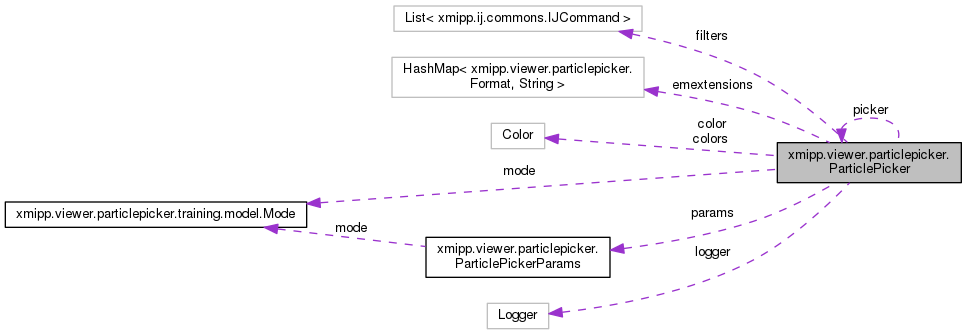 List< xmipp.ij.commons.IJCommand >
filters
HashMap< xmipp.viewer.particlepicker.
Format, String >
emextensions
picker
Color
color
colors
xmipp.viewer.particlepicker.
ParticlePicker
mode
xmipp.viewer.particlepicker.training.model.Mode
mode
params
xmipp.viewer.particlepicker.
ParticlePickerParams
logger
Logger